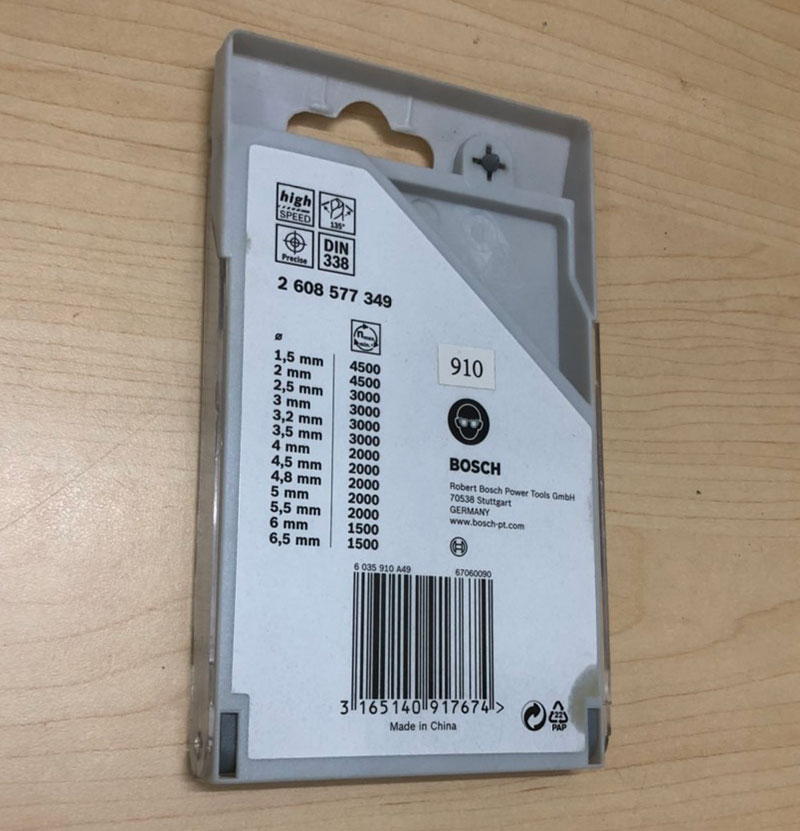 high
SPEED
135°
Precise
DIN
338
2 608 577 349
ø
nmax
min.
1,5 mm 4500
2 mm 4500
2,5 mm 3000
3 mm 3000
3,2 mm 3000
3,5 mm 3000
4 mm 2000
4,5 mm 2000
4,8 mm 2000
5 mm 2000
5,5 mm 2000
6 mm 1500
6,5 mm 1500
910
BOSCH
Robert Bosch Power Tools GmbH
70538 Stuttgart
GERMANY
www.bosch-pt.com
6 035 910 A49 67060090
3 165140 917674 >
Made in China
22
PAP